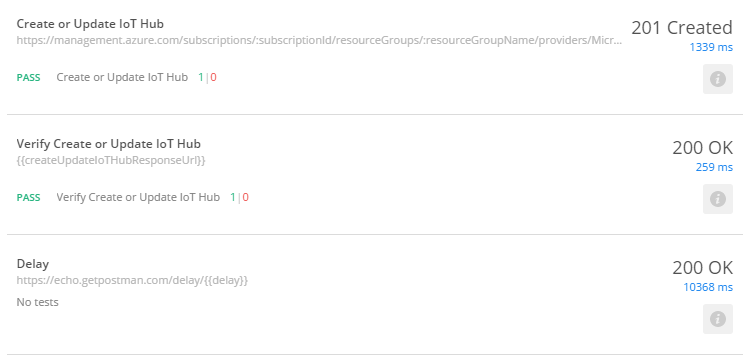 Create or Update IoT Hub
201 Created
https://management.azure.com/subscriptions/:subscriptionId/resourceGroups/:resourceGroupName/providers/Micr...
1339 ms
PASS Create or Update IoT Hub 1|0
Verify Create or Update IoT Hub
200 OK
{{createUpdateIoTHubResponseUrl}}
259 ms
PASS Verify Create or Update IoT Hub 1|0
Delay
200 OK
https://echo.getpostman.com/delay/{{delay}}
10368 ms
No tests